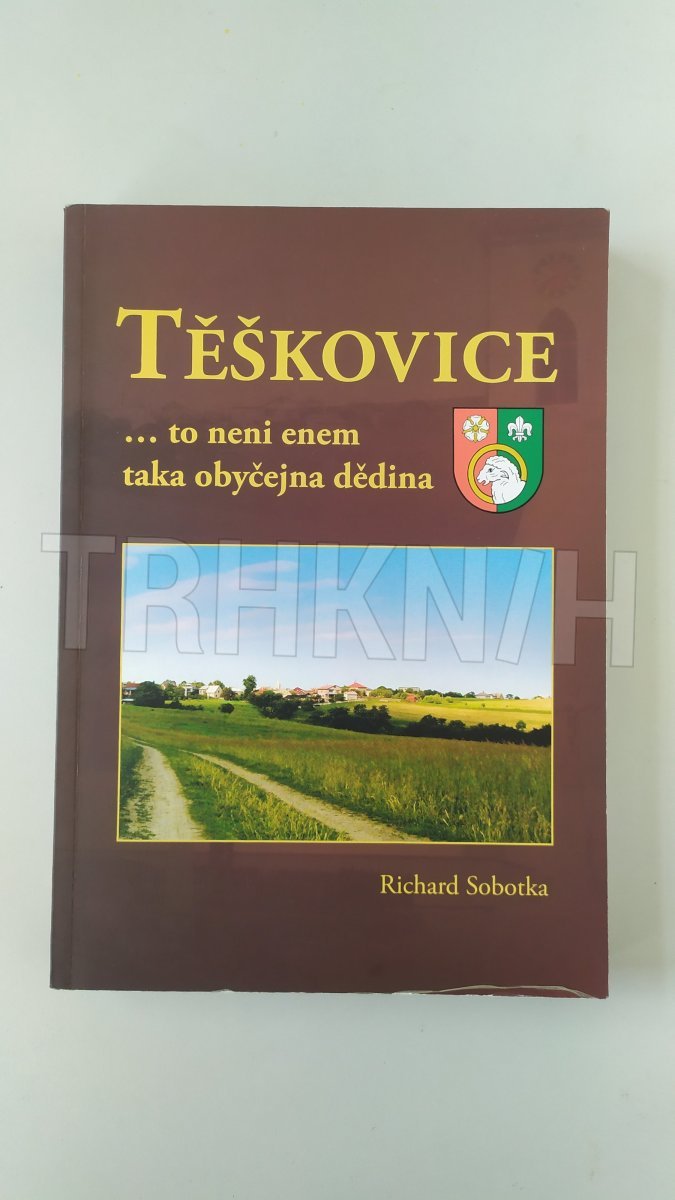 TĚŠKOVICE
... to neni enem
taka obyčejna dědina
TRHKNIH
Richard Sobotka